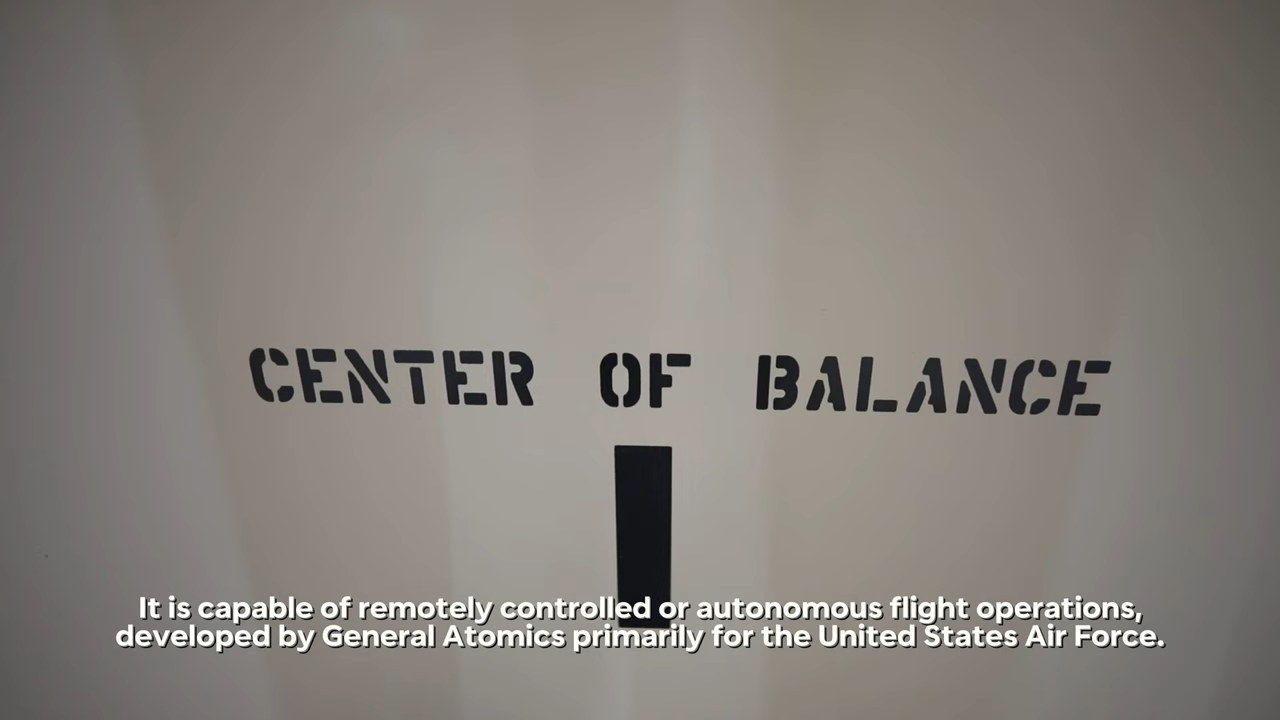 CENTER OF BALANCE
It is capable of remotely controlled or autonomous flight operations,
developed by General Atomics primarily for the United States Air Force.